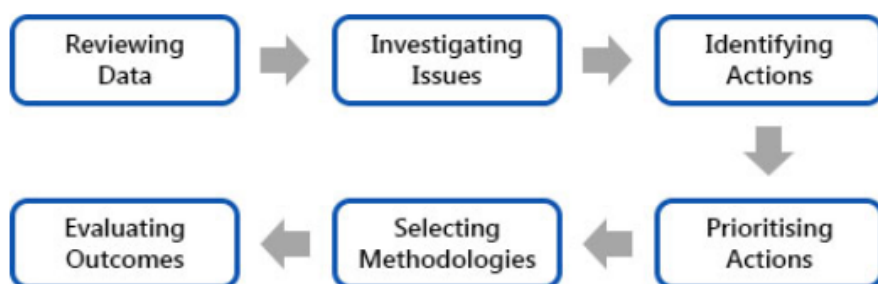 Reviewing
Data
Investigating
Issues
Identifying
Actions
Prioritising
Actions
Selecting
Methodologies
Evaluating
Outcomes